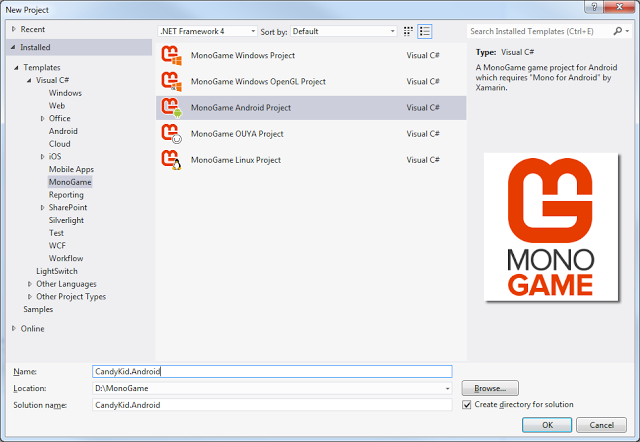 New Project
Recent
Installed
Templates
Visual C#
Windows
Web
Office
Android
Cloud
iOS
Mobile Apps
MonoGame
Reporting
SharePoint
Silverlight
Test
WCF
Workflow
LightSwitch
Other Languages
Other Project Types
Samples
Online
.NET Framework 4 Sort by: Default
MonoGame Windows Project Visual C#
MonoGame Windows OpenGL Project Visual C#
MonoGame Android Project Visual C#
MonoGame OUYA Project Visual C#
MonoGame Linux Project Visual C#
Search Installed Templates (Ctrl+E)
Type: Visual C#
A MonoGame game project for Android
which requires "Mono for Android" by
Xamarin.
MONO
GAME
Name: CandyKid.Android
Location: D:\MonoGame Browse...
Solution name: CandyKid.Android Create directory for solution
OK Cancel